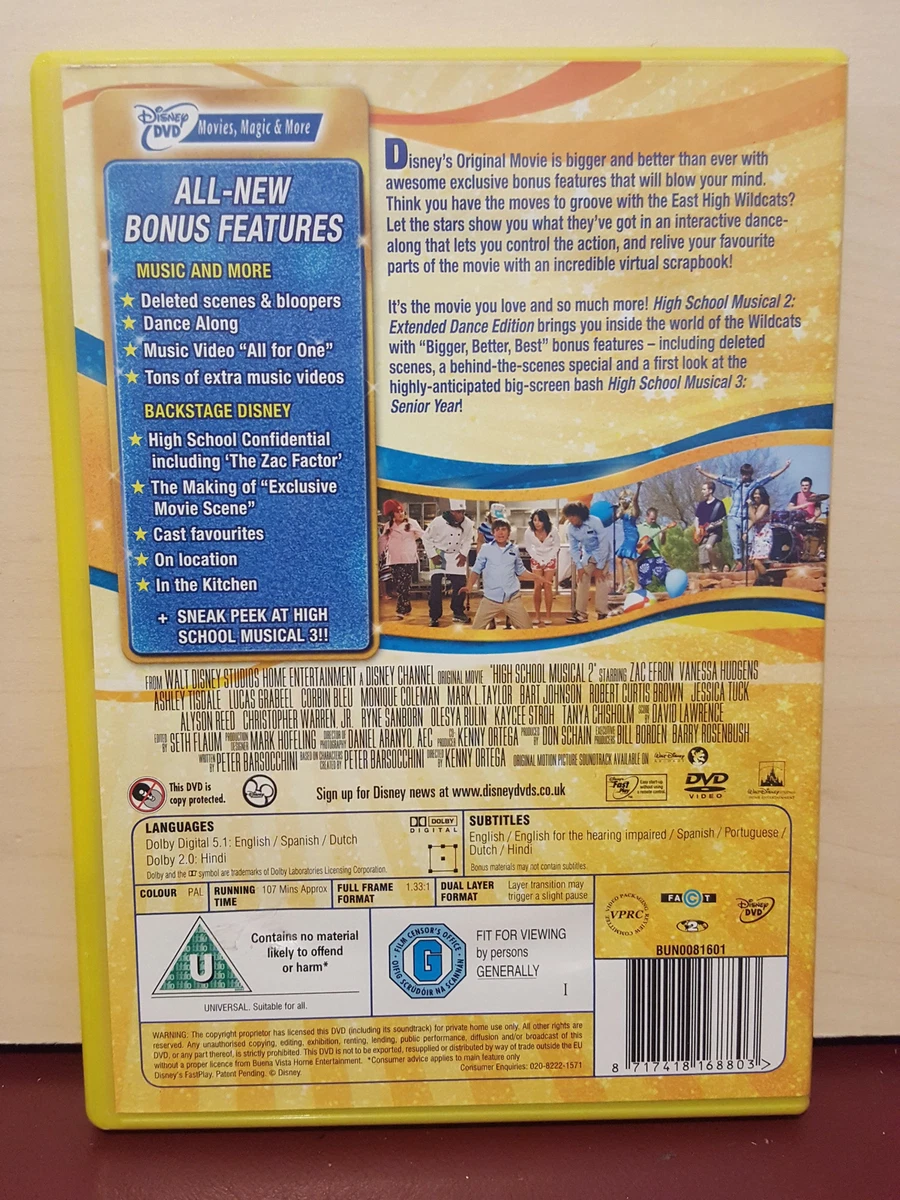 Disney DVD Movies, Magic & More
ALL-NEW
BONUS FEATURES
MUSIC AND MORE
Deleted scenes & bloopers
Dance Along
Music Video “All for One”
Tons of extra music videos
BACKSTAGE DISNEY
High School Confidential
including ‘The Zac Factor’
The Making of “Exclusive
Movie Scene”
Cast favourites
On location
In the Kitchen
+ SNEAK PEEK AT HIGH
SCHOOL MUSICAL 3!!
Disney’s Original Movie is bigger and better than ever with
awesome exclusive bonus features that will blow your mind.
Think you have the moves to groove with the East High Wildcats?
Let the stars show you what they’ve got in an interactive dance-
along that lets you control the action, and relive your favourite
parts of the movie with an incredible virtual scrapbook!
It’s the movie you love and so much more! High School Musical 2:
Extended Dance Edition brings you inside the world of the Wildcats
with “Bigger, Better, Best” bonus features – including deleted
scenes, a behind-the-scenes special and a first look at the
highly-anticipated big-screen bash High School Musical 3:
Senior Year!
FROM WALT DISNEY STUDIOS HOME ENTERTAINMENT A DISNEY CHANNEL ORIGINAL MOVIE ‘HIGH SCHOOL MUSICAL 2’ STARRING ZAC EFRON VANESSA HUDGENS
ASHLEY TISDALE LUCAS GRABEEL CORBIN BLEU MONIQUE COLEMAN MARK L. TAYLOR BART JOHNSON ROBERT CURTIS BROWN JESSICA TUCK
ALYSON REED CHRISTOPHER WARREN, JR. RYNE SANBORN OLESYA RULIN KAYCEE STROH TANYA CHISHOLM SCORE BY DAVID LAWRENCE
EDITED BY SETH FLAUM PRODUCTION DESIGNER MARK HOFELING DIRECTOR OF PHOTOGRAPHY DANIEL ARANYO, AEC CO-PRODUCER KENNY ORTEGA PRODUCED BY DON SCHAIN EXECUTIVE PRODUCERS BILL BORDEN BARRY ROSENBUSH
WRITTEN BY PETER BARSOCCHINI BASED ON CHARACTERS CREATED BY PETER BARSOCCHINI DIRECTED BY KENNY ORTEGA ORIGINAL MOTION PICTURE SOUNDTRACK AVAILABLE ON Walt Disney RECORDS
This DVD is
copy protected.
Sign up for Disney news at www.disneydvds.co.uk
Disney's Fast Play
Easy start-up
without using
a remote control.
DVD
VIDEO
LANGUAGES
Dolby Digital 5.1: English / Spanish / Dutch
Dolby 2.0: Hindi
DOLBY
DIGITAL
Dolby and the symbol are trademarks of Dolby Laboratories Licensing Corporation.
SUBTITLES
English / English for the hearing impaired / Spanish / Portuguese /
Dutch / Hindi
Bonus materials may not contain subtitles.
COLOUR PAL
RUNNING TIME 107 Mins Approx
FULL FRAME FORMAT 1.33:1
DUAL LAYER FORMAT Layer transition may trigger a slight pause
VIDEO PACKAGING REVIEW COMMITTEE
VPRC
FACT
2
Disney DVD
BUN0081601
U
Contains no material
likely to offend
or harm*
UNIVERSAL. Suitable for all.
FILM CENSOR'S OFFICE
G
OIFIG SCRÚDÓIR NA SCANNÁN
FIT FOR VIEWING
by persons
GENERALLY
I
WARNING: The copyright proprietor has licensed this DVD (including its soundtrack) for private home use only. All other rights are
reserved. Any unauthorised copying, editing, exhibition, renting, lending, public performance, diffusion and/or broadcast of this
DVD, or any part thereof, is strictly prohibited. This DVD is not to be exported, resupplied or distributed by way of trade outside the EU
without a proper licence from Buena Vista Home Entertainment. *Consumer advice applies to main feature only
Disney's FastPlay. Patent Pending. © Disney.
Consumer Enquiries: 020-8222-1571
8 717418 168803 >